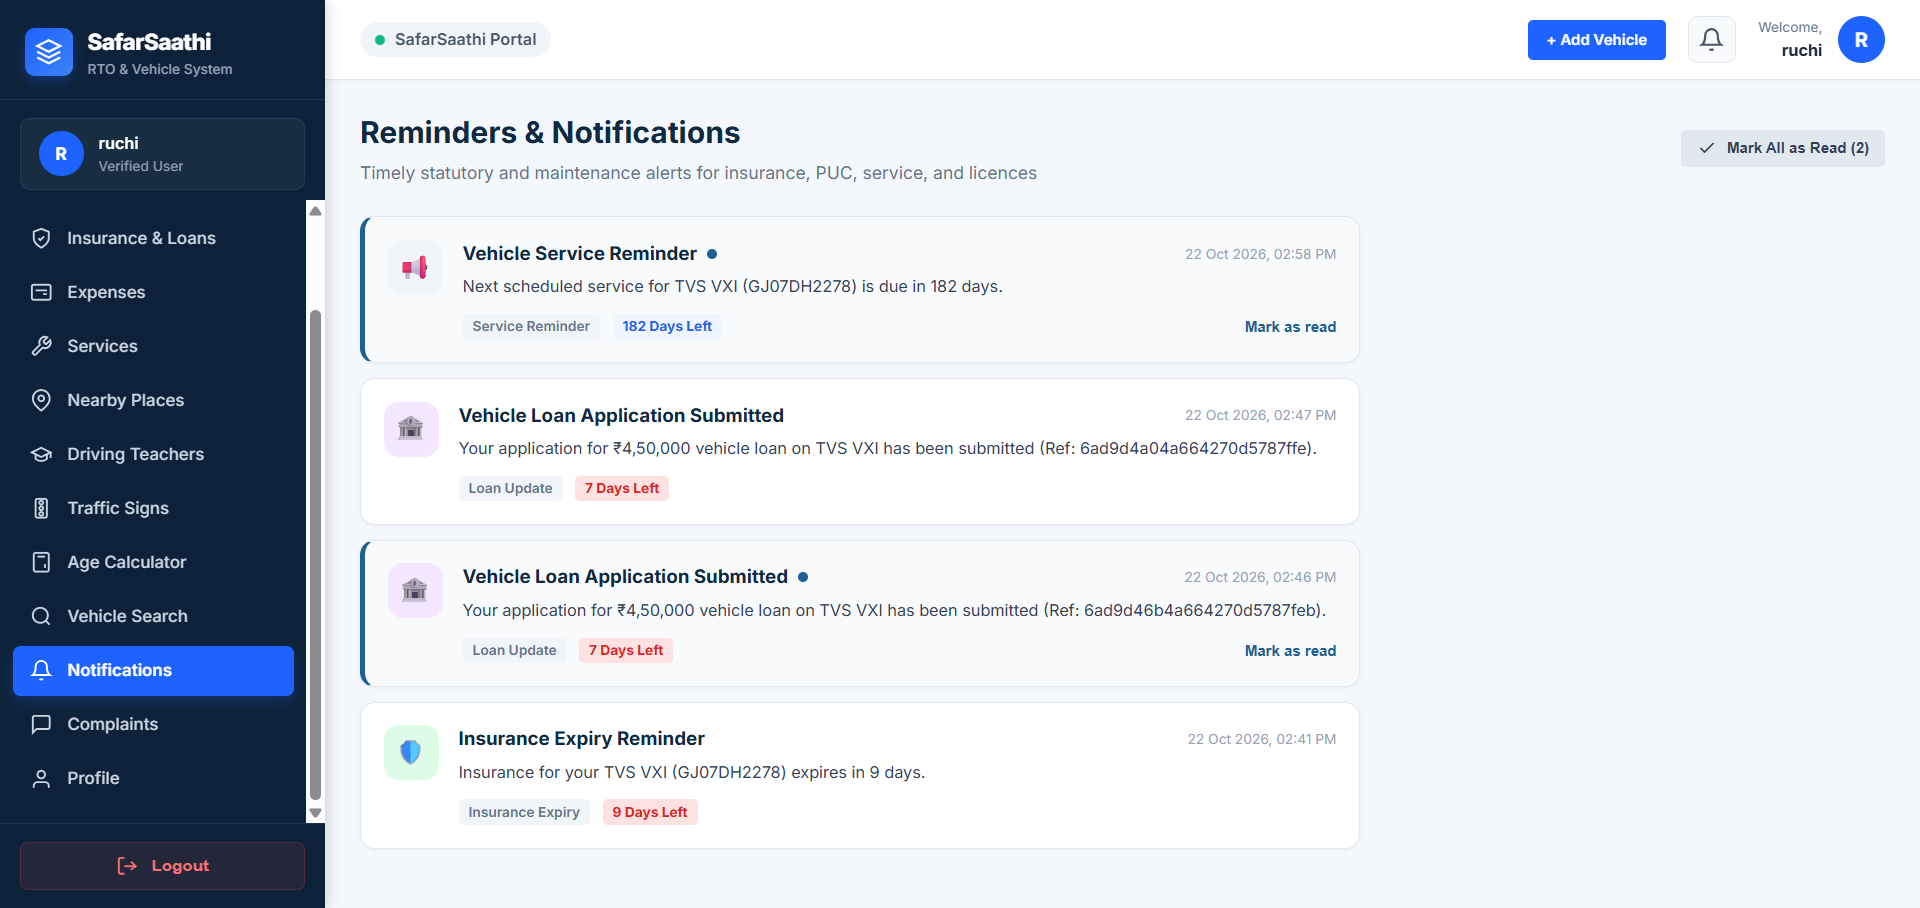 SafarSaathi
RTO & Vehicle System
R
ruchi
Verified User
Insurance & Loans
Expenses
Services
Nearby Places
Driving Teachers
Traffic Signs
Age Calculator
Vehicle Search
Notifications
Complaints
Profile
Logout
SafarSaathi Portal
+ Add Vehicle
Welcome,
ruchi
R
Reminders & Notifications
Timely statutory and maintenance alerts for insurance, PUC, service, and licences
Mark All as Read (2)
Vehicle Service Reminder
22 Oct 2026, 02:58 PM
Next scheduled service for TVS VXI (GJ07DH2278) is due in 182 days.
Service Reminder
182 Days Left
Mark as read
Vehicle Loan Application Submitted
22 Oct 2026, 02:47 PM
Your application for ₹4,50,000 vehicle loan on TVS VXI has been submitted (Ref: 6ad9d4a04a664270d5787ffe).
Loan Update
7 Days Left
Vehicle Loan Application Submitted
22 Oct 2026, 02:46 PM
Your application for ₹4,50,000 vehicle loan on TVS VXI has been submitted (Ref: 6ad9d46b4a664270d5787feb).
Loan Update
7 Days Left
Mark as read
Insurance Expiry Reminder
22 Oct 2026, 02:41 PM
Insurance for your TVS VXI (GJ07DH2278) expires in 9 days.
Insurance Expiry
9 Days Left